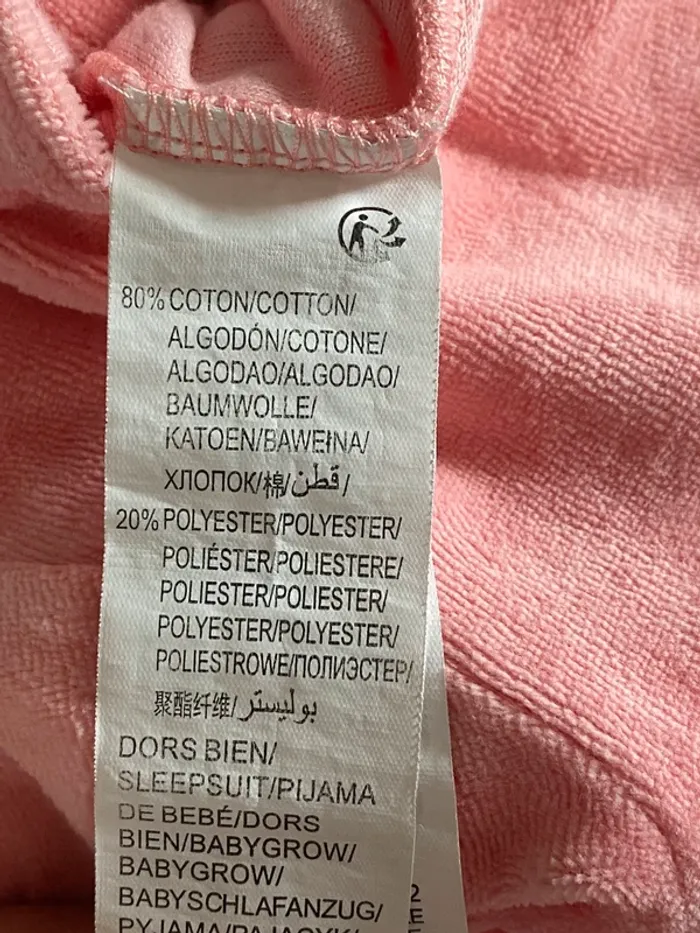 80% COTON/COTTON/
ALGODÓN/COTONE/
ALGODAO/ALGODAO/
BAUMWOLLE/
KATOEN/BAWEŁNA/
ХЛОПОК/棉/قطن/
20% POLYESTER/POLYESTER/
POLIÉSTER/POLIESTERE/
POLIESTER/POLIESTER/
POLYESTER/POLYESTER/
POLIESTROWE/ПОЛИЭСТЕР/
聚酯纤维/بوليستر
DORS BIEN/
SLEEPSUIT/PIJAMA
DE BEBÉ/DORS
BIEN/BABYGROW/
BABYGROW/
BABYSCHLAFANZUG/
PYJAMA/PAJACYK/